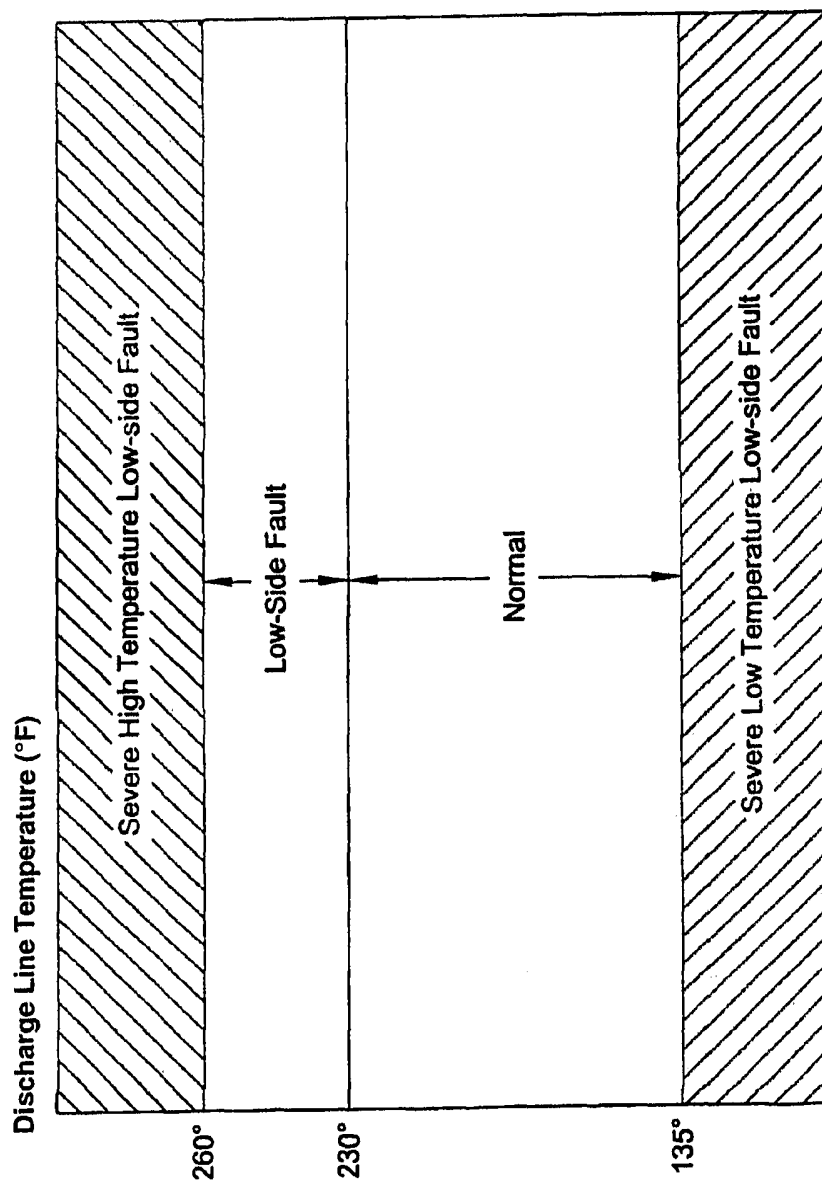 Discharge Line Temperature (°F)
Severe High Temperature Low-side Fault
260°
Low-Side Fault
230°
Normal
135°
Severe Low Temperature Low-side Fault